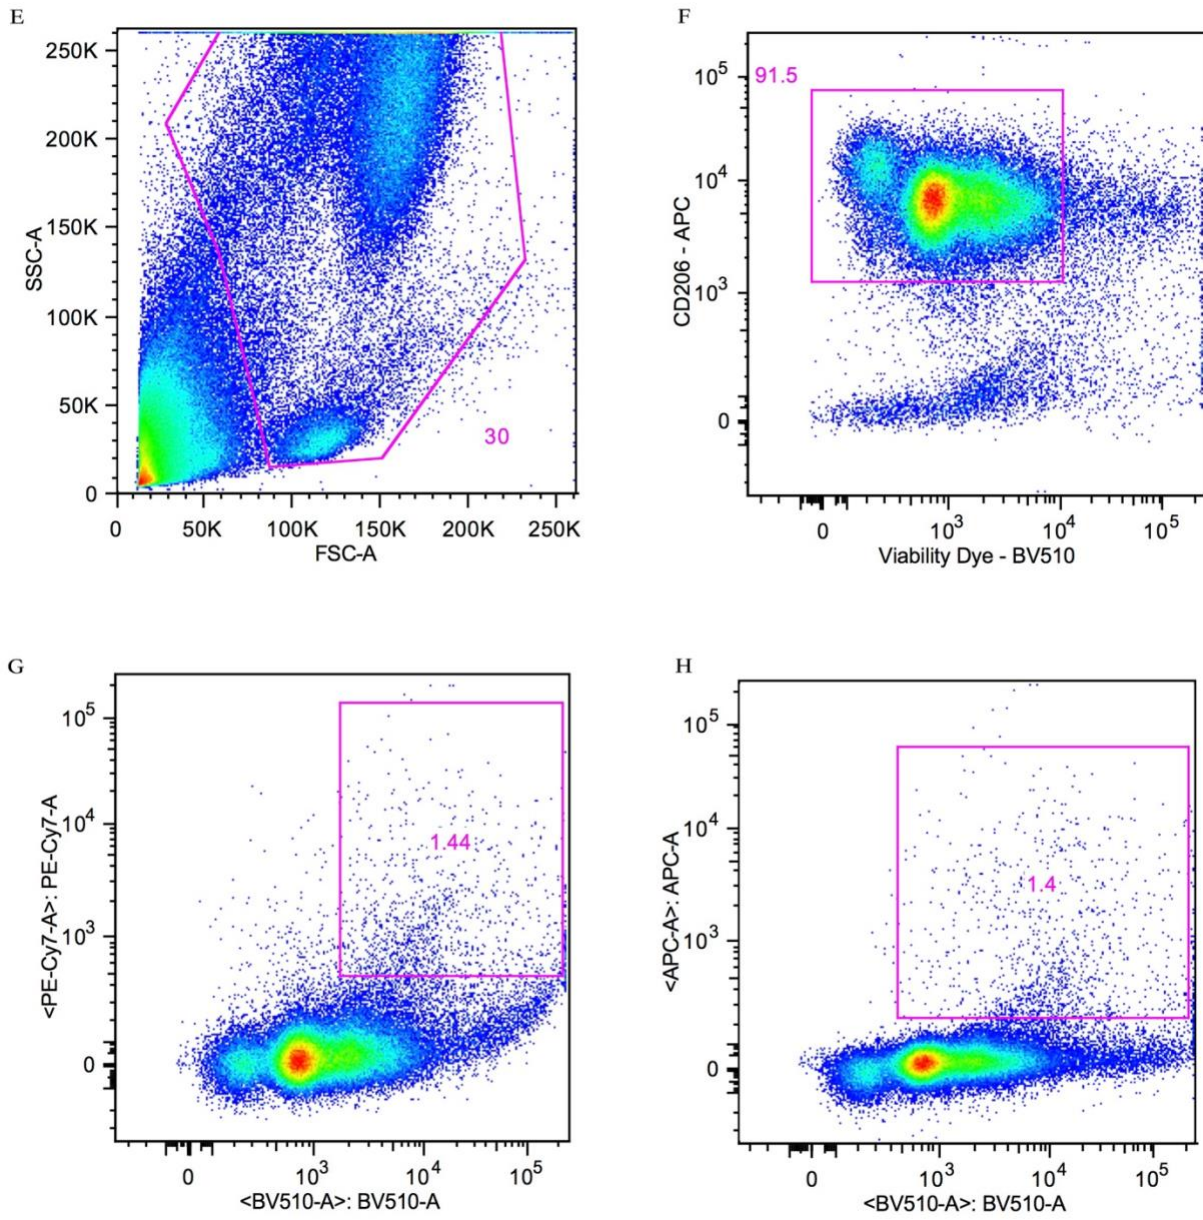 E
250K
200K
150K
100K
50K
0
SSC-A
30
0 50K 100K 150K 200K 250K
FSC-A
F
91.5
10^5
10^4
10^3
0
CD206 - APC
0 10^3 10^4 10^5
Viability Dye - BV510
G
10^5
10^4
10^3
0
<PE-Cy7-A>: PE-Cy7-A
1.44
0 10^3 10^4 10^5
<BV510-A>: BV510-A
H
10^5
10^4
10^3
0
<APC-A>: APC-A
1.4
0 10^3 10^4 10^5
<BV510-A>: BV510-A